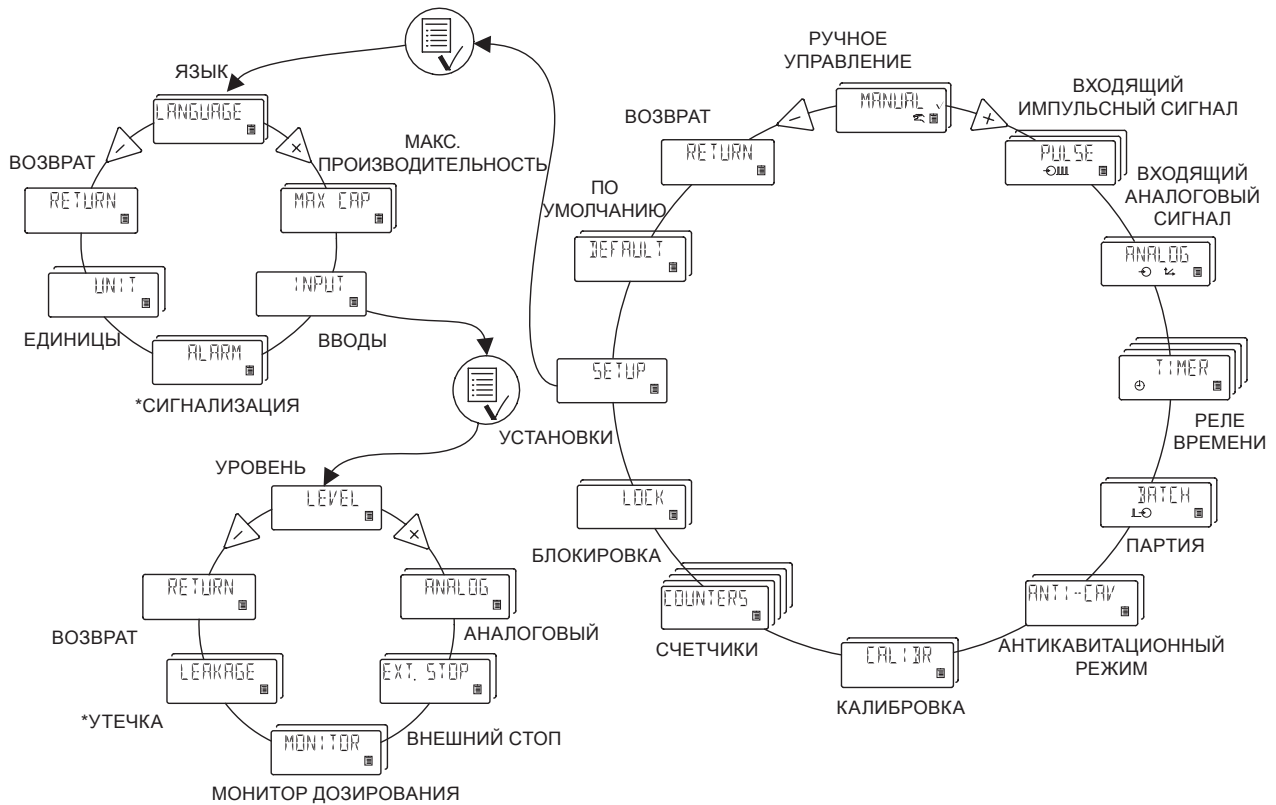 ЯЗЫК
LANGUAGE
ВОЗВРАТ
МАКС.
ПРОИЗВОДИТЕЛЬНОСТЬ
RETURN
MAX CAP
UNIT
INPUT
ЕДИНИЦЫ
ВВОДЫ
ALARM
*СИГНАЛИЗАЦИЯ
УРОВЕНЬ
LEVEL
RETURN
ANALOG
ВОЗВРАТ
АНАЛОГОВЫЙ
LEAKAGE
EXT. STOP
*УТЕЧКА
ВНЕШНИЙ СТОП
MONITOR
МОНИТОР ДОЗИРОВАНИЯ
РУЧНОЕ
УПРАВЛЕНИЕ
MANUAL
ВХОДЯЩИЙ
ИМПУЛЬСНЫЙ СИГНАЛ
PULSE
ВХОДЯЩИЙ
АНАЛОГОВЫЙ
СИГНАЛ
ANALOG
TIMER
РЕЛЕ
ВРЕМЕНИ
BATCH
ПАРТИЯ
ANTI-CAV
АНТИКАВИТАЦИОННЫЙ
РЕЖИМ
CALIBR
КАЛИБРОВКА
COUNTERS
СЧЕТЧИКИ
LOCK
БЛОКИРОВКА
SETUP
УСТАНОВКИ
ПО
УМОЛЧАНИЮ
DEFAULT
ВОЗВРАТ
RETURN